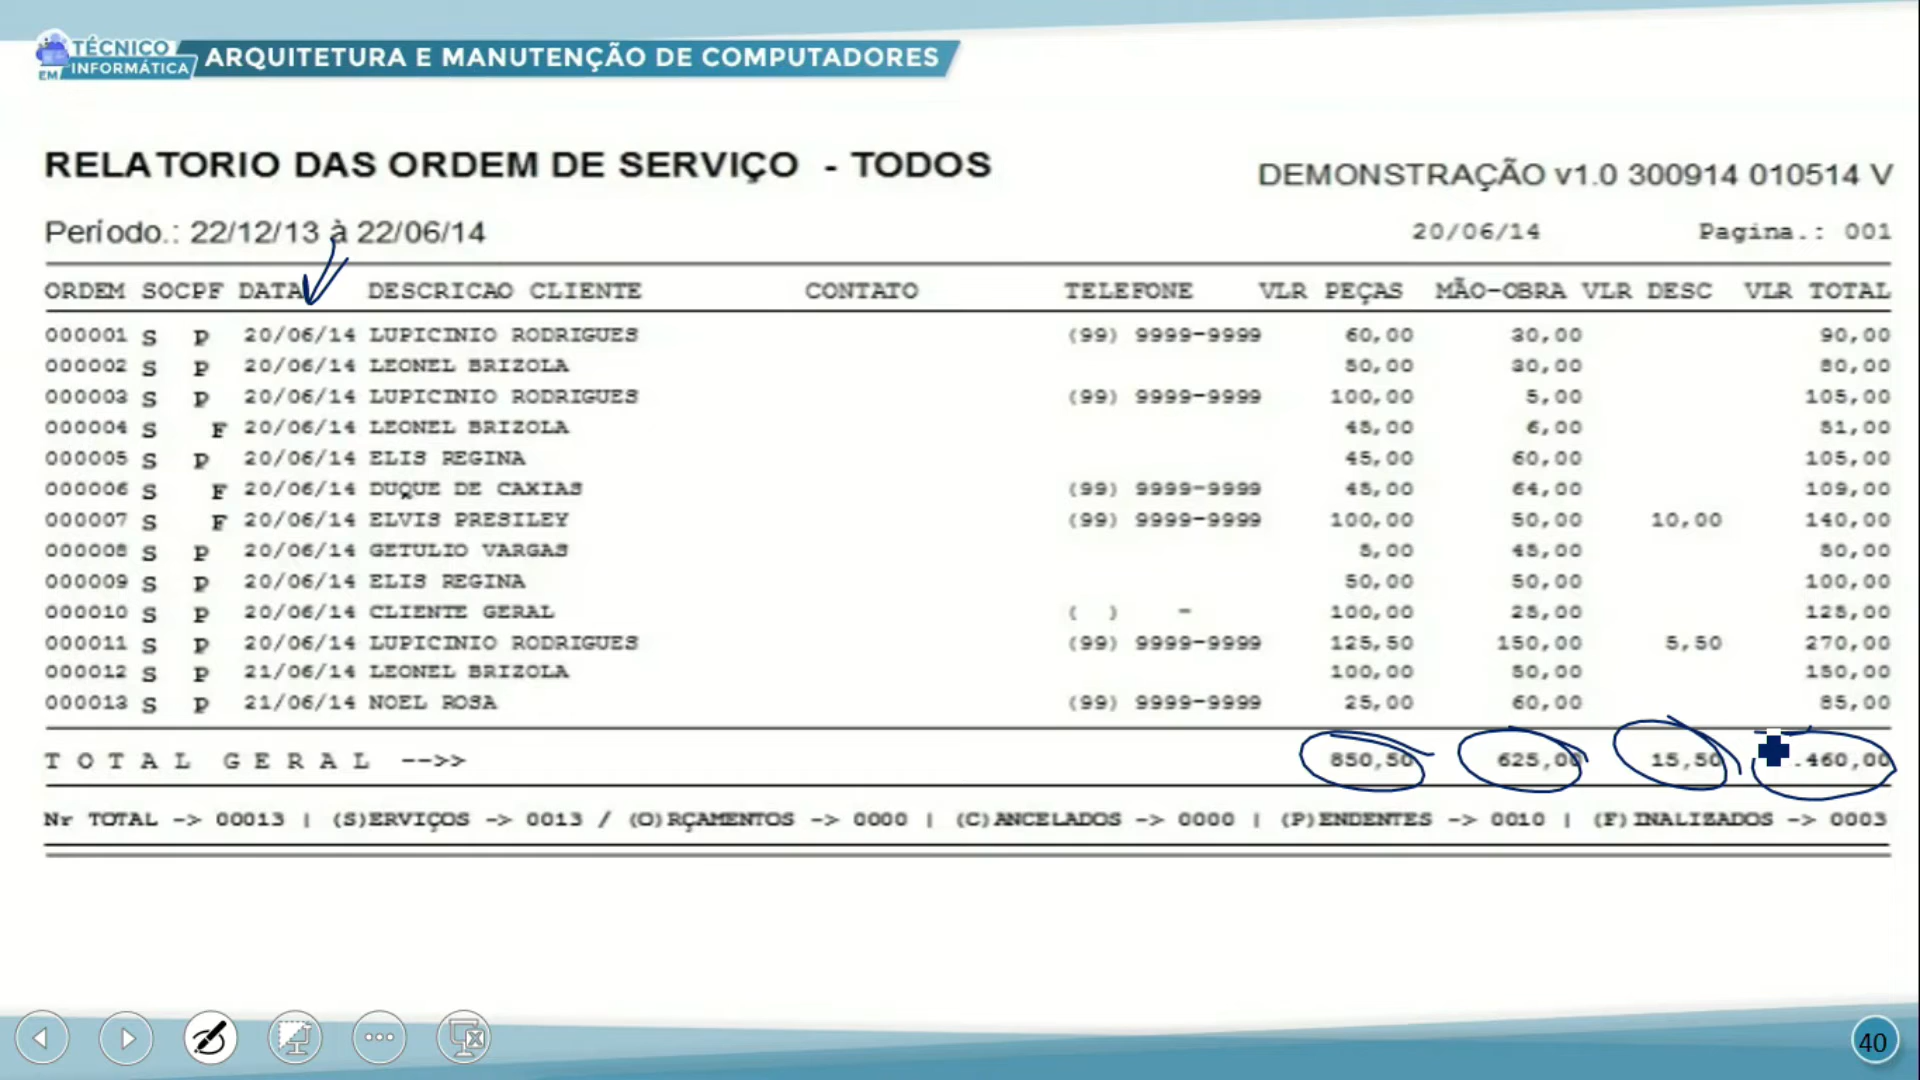 TÉCNICO
EM INFORMÁTICA
ARQUITETURA E MANUTENÇÃO DE COMPUTADORES
RELATORIO DAS ORDEM DE SERVIÇO - TODOS
DEMONSTRAÇÃO v1.0 300914 010514 V
Período.: 22/12/13 à 22/06/14 20/06/14 Pagina.: 001
ORDEM SOCPF DATA DESCRICAO CLIENTE CONTATO TELEFONE VLR PEÇAS MÃO-OBRA VLR DESC VLR TOTAL
000001 S P 20/06/14 LUPICINIO RODRIGUES (99) 9999-9999 60,00 30,00 90,00
000002 S P 20/06/14 LEONEL BRIZOLA 50,00 30,00 80,00
000003 S P 20/06/14 LUPICINIO RODRIGUES (99) 9999-9999 100,00 5,00 105,00
000004 S F 20/06/14 LEONEL BRIZOLA 45,00 6,00 51,00
000005 S P 20/06/14 ELIS REGINA 45,00 60,00 105,00
000006 S F 20/06/14 DUQUE DE CAXIAS (99) 9999-9999 45,00 64,00 109,00
000007 S F 20/06/14 ELVIS PRESILEY (99) 9999-9999 100,00 50,00 10,00 140,00
000008 S P 20/06/14 GETULIO VARGAS 5,00 45,00 50,00
000009 S P 20/06/14 ELIS REGINA 50,00 50,00 100,00
000010 S P 20/06/14 CLIENTE GERAL ( ) - 100,00 25,00 125,00
000011 S P 20/06/14 LUPICINIO RODRIGUES (99) 9999-9999 125,50 150,00 5,50 270,00
000012 S P 21/06/14 LEONEL BRIZOLA 100,00 50,00 150,00
000013 S P 21/06/14 NOEL ROSA (99) 9999-9999 25,00 60,00 85,00
T O T A L G E R A L -->> 850,50 625,00 15,50 .460,00
Nr TOTAL -> 00013 | (S)ERVIÇOS -> 0013 / (O)RÇAMENTOS -> 0000 | (C)ANCELADOS -> 0000 | (P)ENDENTES -> 0010 | (F)INALIZADOS -> 0003
40